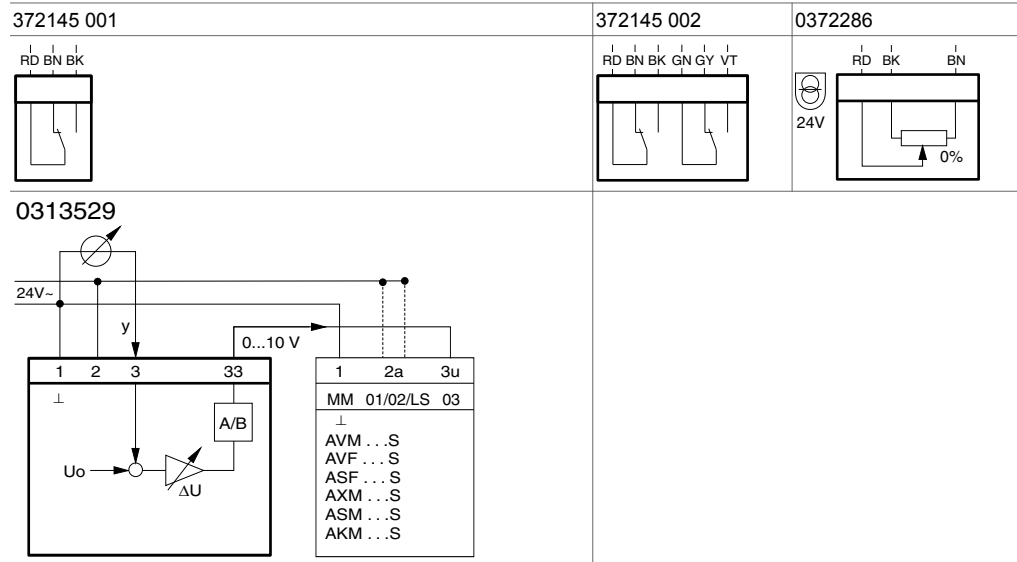 372145 001
372145 002
0372286
RD BN BK
RD BN BK GN GY VT
RD BK BN
24V
0%
0313529
24V~
y
0...10 V
1 2 3 33
⊥
A/B
Uo
ΔU
1 2a 3u
MM 01/02/LS 03
⊥
AVM . . .S
AVF . . . S
ASF . . . S
AXM . . .S
ASM . . .S
AKM . . .S